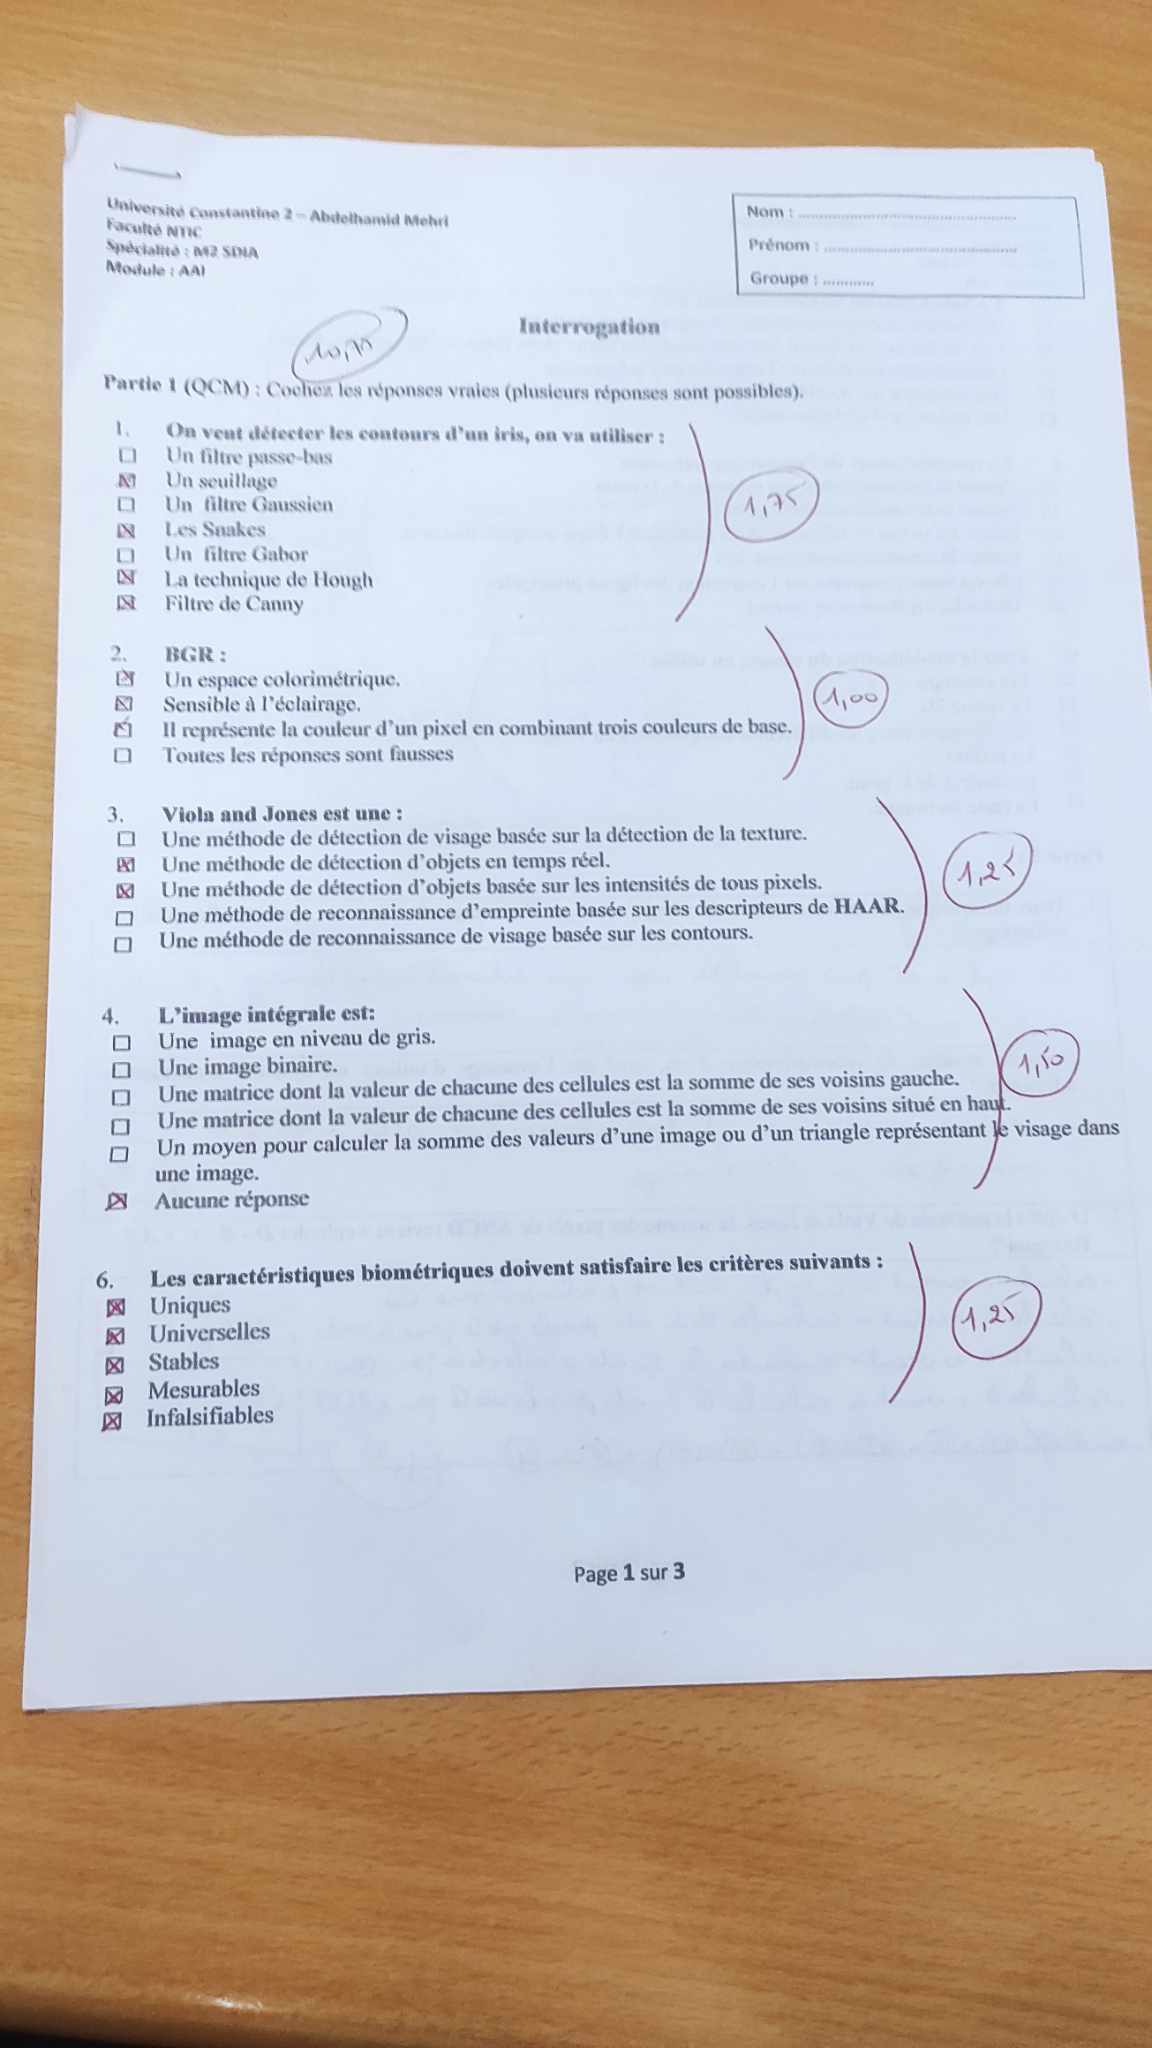 Université Constantine 2 – Abdelhamid Mehri
Faculté NTIC
Spécialité : M2 SDIA
Module : AAI
Nom : ................................................
Prénom : ..........................................
Groupe : ............
Interrogation
10,75
Partie 1 (QCM) : Cochez les réponses vraies (plusieurs réponses sont possibles).
1. On veut détecter les contours d'un iris, on va utiliser :
Un filtre passe-bas
Un seuillage
Un filtre Gaussien
Les Snakes
Un filtre Gabor
La technique de Hough
Filtre de Canny
1,75
2. BGR :
Un espace colorimétrique.
Sensible à l'éclairage.
Il représente la couleur d'un pixel en combinant trois couleurs de base.
Toutes les réponses sont fausses
1,00
3. Viola and Jones est une :
Une méthode de détection de visage basée sur la détection de la texture.
Une méthode de détection d'objets en temps réel.
Une méthode de détection d'objets basée sur les intensités de tous pixels.
Une méthode de reconnaissance d'empreinte basée sur les descripteurs de HAAR.
Une méthode de reconnaissance de visage basée sur les contours.
1,25
4. L'image intégrale est:
Une image en niveau de gris.
Une image binaire.
Une matrice dont la valeur de chacune des cellules est la somme de ses voisins gauche.
Une matrice dont la valeur de chacune des cellules est la somme de ses voisins situé en haut.
Un moyen pour calculer la somme des valeurs d'une image ou d'un triangle représentant le visage dans
une image.
Aucune réponse
1,50
6. Les caractéristiques biométriques doivent satisfaire les critères suivants :
Uniques
Universelles
Stables
Mesurables
Infalsifiables
1,25
Page 1 sur 3